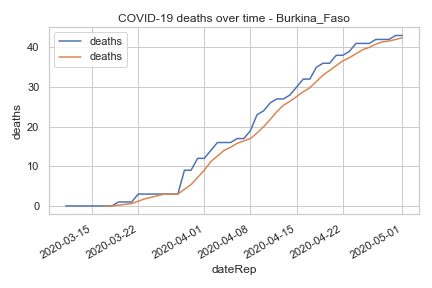 COVID-19 deaths over time - Burkina_Faso
deaths
deaths
deaths
40
30
20
10
0
2020-03-15
2020-03-22
2020-04-01
2020-04-08
2020-04-15
2020-04-22
2020-05-01
dateRep